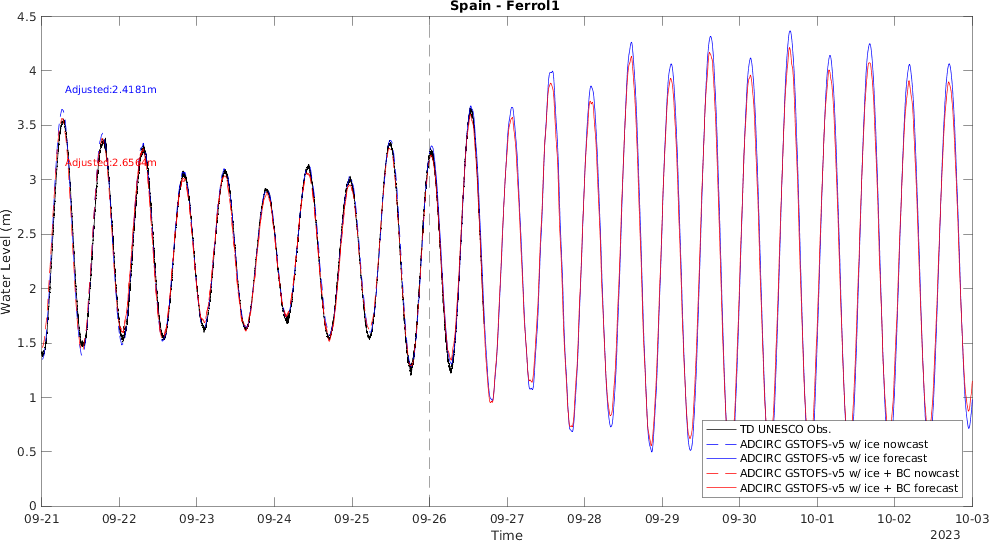 Spain - Ferrol1
4.5
4
3.5
3
2.5
2
1.5
1
0.5
0
Water Level (m)
Adjusted:2.4181m
Adjusted:2.6564m
TD UNESCO Obs.
ADCIRC GSTOFS-v5 w/ ice nowcast
ADCIRC GSTOFS-v5 w/ ice forecast
ADCIRC GSTOFS-v5 w/ ice + BC nowcast
ADCIRC GSTOFS-v5 w/ ice + BC forecast
09-21 09-22 09-23 09-24 09-25 09-26 09-27 09-28 09-29 09-30 10-01 10-02 10-03
Time
2023